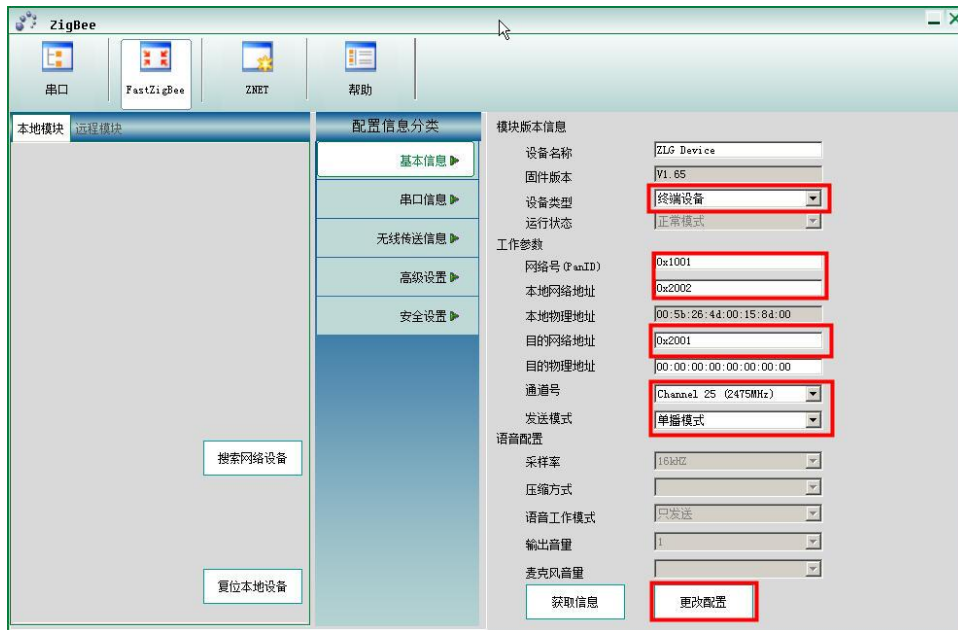 ZigBee
串口 FastZigBee ZNET 帮助
本地模块 远程模块
搜索网络设备
复位本地设备
配置信息分类
基本信息
串口信息
无线传送信息
高级设置
安全设置
模块版本信息
设备名称 ZLG Device
固件版本 V1.65
设备类型 终端设备
运行状态 正常模式
工作参数
网络号(PanID) 0x1001
本地网络地址 0x2002
本地物理地址 00:5b:26:4d:00:15:8d:00
目的网络地址 0x2001
目的物理地址 00:00:00:00:00:00:00:00
通道号 Channel 25 (2475MHz)
发送模式 单播模式
语音配置
采样率 16kHZ
压缩方式
语音工作模式 只发送
输出音量 1
麦克风音量
获取信息 更改配置